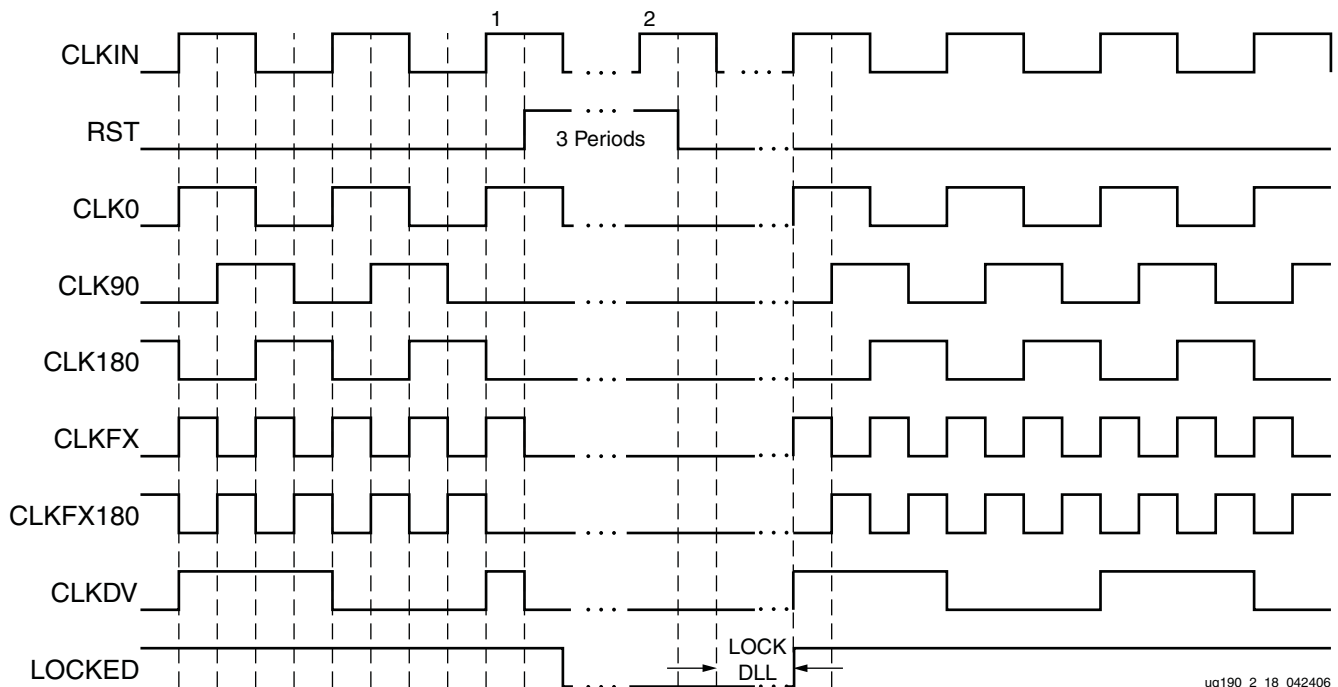 1
2
CLKIN
RST
3 Periods
CLK0
CLK90
CLK180
CLKFX
CLKFX180
CLKDV
LOCKED
LOCK
DLL
ug190_2_18_042406